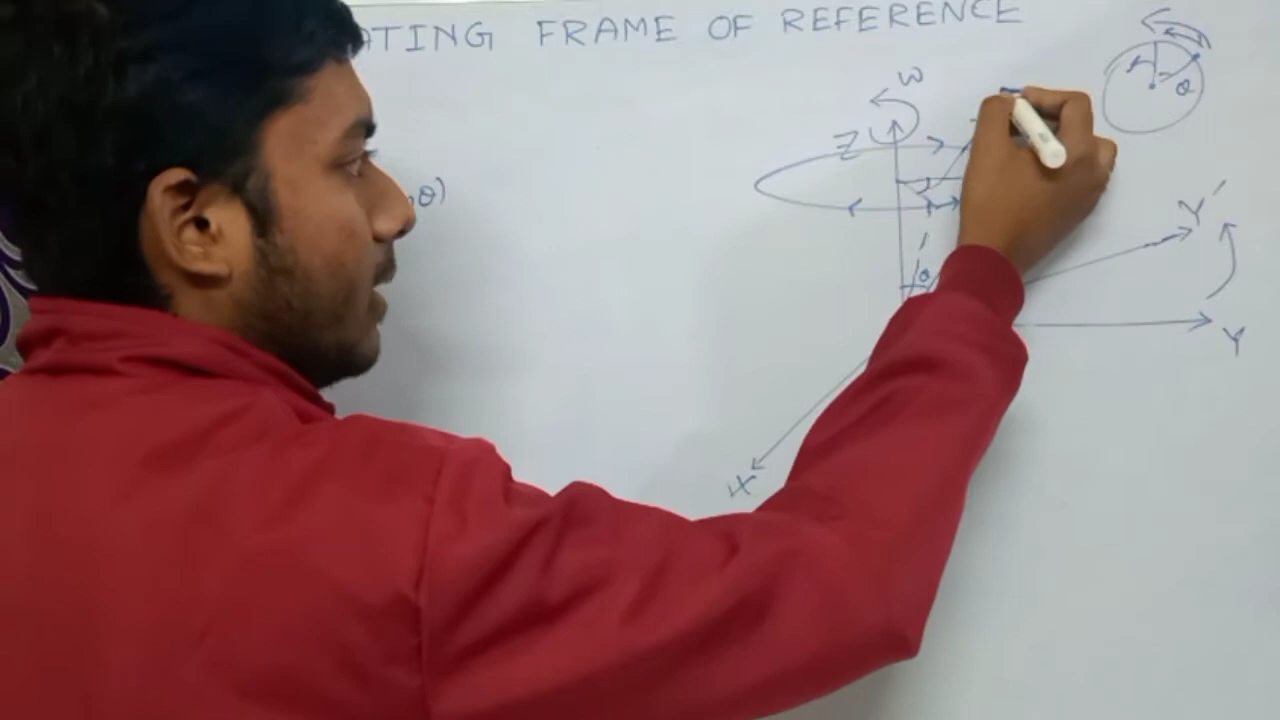 ATING FRAME OF REFERENCE
ω
θ
Z
θ)
Y'
θ
Y
X